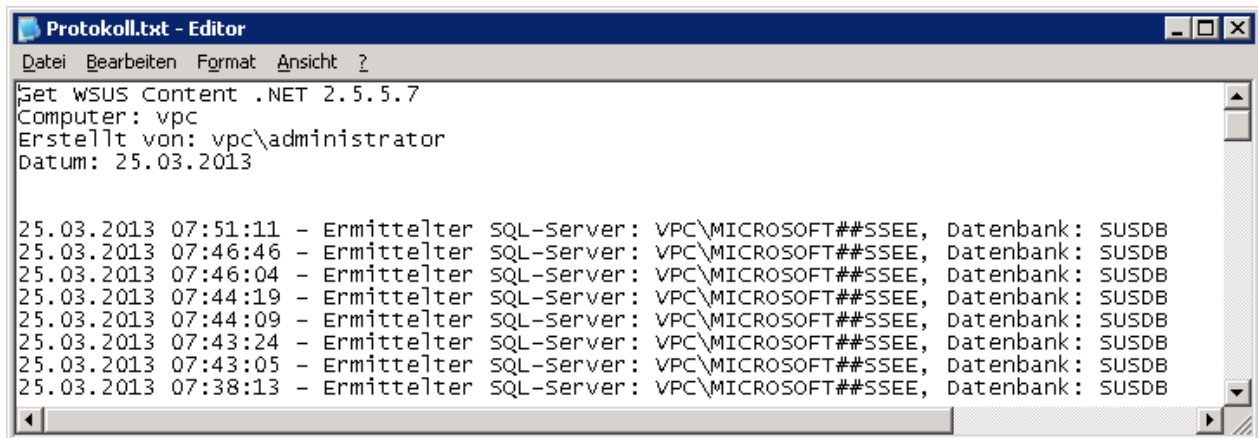 Protokoll.txt - Editor
Datei Bearbeiten Format Ansicht ?
Get WSUS Content .NET 2.5.5.7
Computer: vpc
Erstellt von: vpc\administrator
Datum: 25.03.2013
25.03.2013 07:51:11 - Ermittelter SQL-Server: VPC\MICROSOFT##SSEE, Datenbank: SUSDB
25.03.2013 07:46:46 - Ermittelter SQL-Server: VPC\MICROSOFT##SSEE, Datenbank: SUSDB
25.03.2013 07:46:04 - Ermittelter SQL-Server: VPC\MICROSOFT##SSEE, Datenbank: SUSDB
25.03.2013 07:44:19 - Ermittelter SQL-Server: VPC\MICROSOFT##SSEE, Datenbank: SUSDB
25.03.2013 07:44:09 - Ermittelter SQL-Server: VPC\MICROSOFT##SSEE, Datenbank: SUSDB
25.03.2013 07:43:24 - Ermittelter SQL-Server: VPC\MICROSOFT##SSEE, Datenbank: SUSDB
25.03.2013 07:43:05 - Ermittelter SQL-Server: VPC\MICROSOFT##SSEE, Datenbank: SUSDB
25.03.2013 07:38:13 - Ermittelter SQL-Server: VPC\MICROSOFT##SSEE, Datenbank: SUSDB